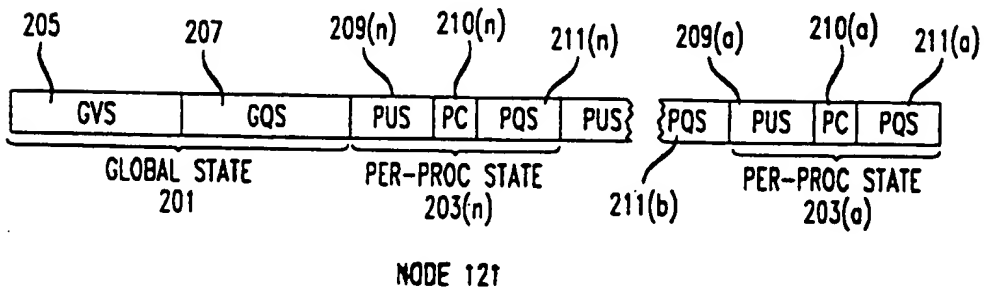 205 207 209(n) 210(n) 211(n) 209(a) 210(a) 211(a)
GVS GQS PUS PC PQS PUS PQS PUS PC PQS
GLOBAL STATE PER-PROC STATE PER-PROC STATE
201 203(n) 211(b) 203(a)
NODE 121